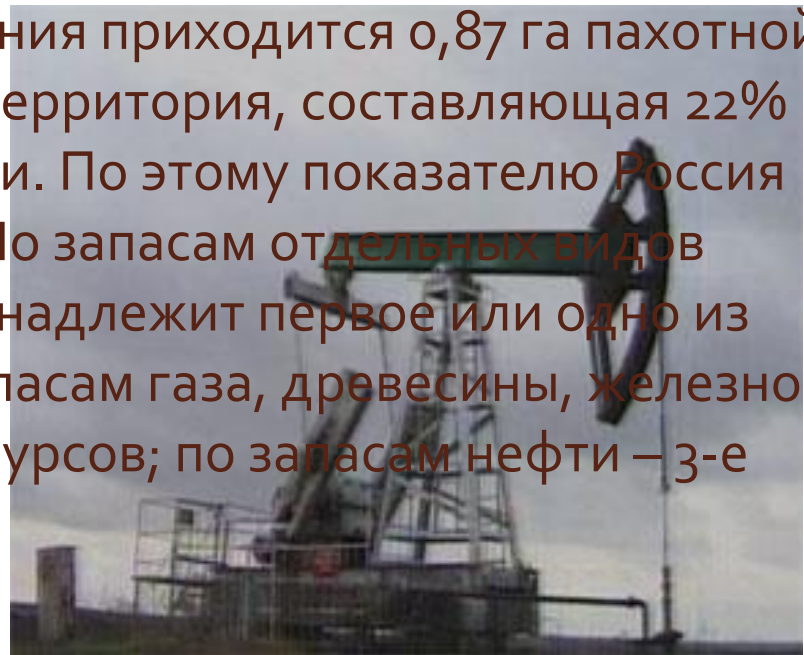 ния приходится 0,87 га пахотной
ерритория, составляющая 22%
и. По этому показателю Россия
По запасам отдельных видов
надлежит первое или одно из
пасам газа, древесины, железно
урсов; по запасам нефти – 3-е